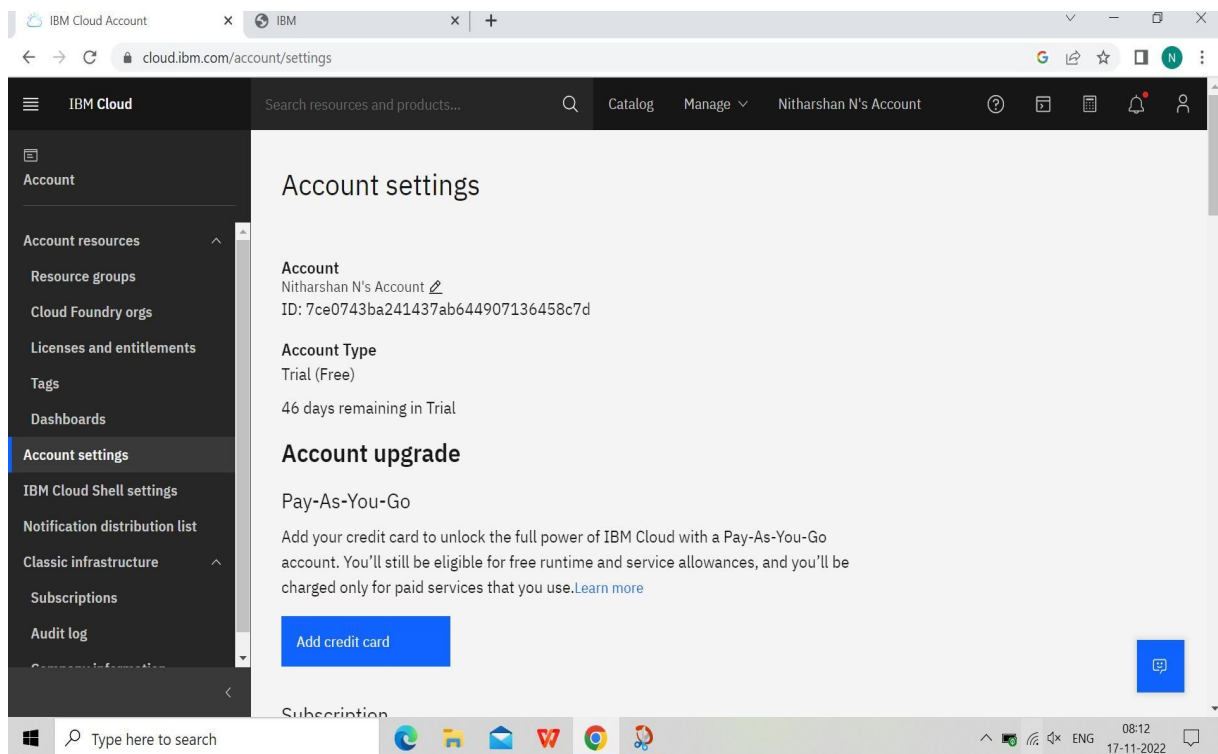 IBM Cloud Account
IBM
cloud.ibm.com/account/settings
G
N
IBM Cloud
Search resources and products...
Catalog
Manage
Nitharshan N's Account
Account
Account resources
Resource groups
Cloud Foundry orgs
Licenses and entitlements
Tags
Dashboards
Account settings
IBM Cloud Shell settings
Notification distribution list
Classic infrastructure
Subscriptions
Audit log
Company information
Account settings
Account
Nitharshan N's Account
ID: 7ce0743ba241437ab644907136458c7d
Account Type
Trial (Free)
46 days remaining in Trial
Account upgrade
Pay-As-You-Go
Add your credit card to unlock the full power of IBM Cloud with a Pay-As-You-Go
account. You’ll still be eligible for free runtime and service allowances, and you’ll be
charged only for paid services that you use.Learn more
Add credit card
Subscription
Type here to search
ENG
08:12
17-11-2022